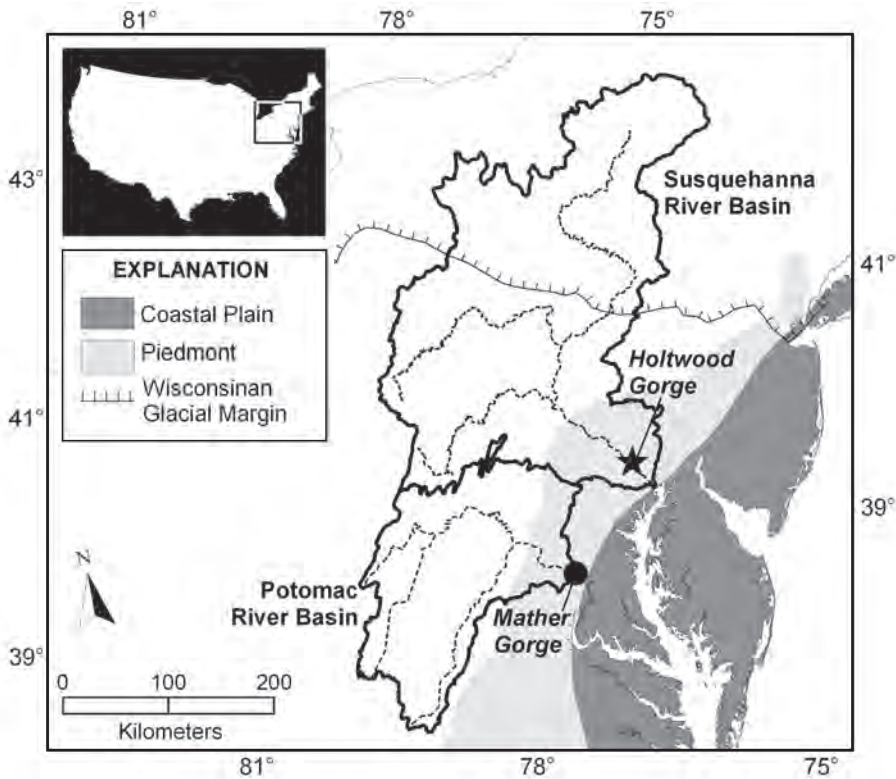 81°
78°
75°
43°
Susquehanna
River Basin
EXPLANATION
Coastal Plain
Piedmont
Wisconsinan
Glacial Margin
41°
Holtwood
Gorge
41°
39°
N
Potomac
River Basin
Mather
Gorge
39°
0 100 200
Kilometers
81°
78°
75°